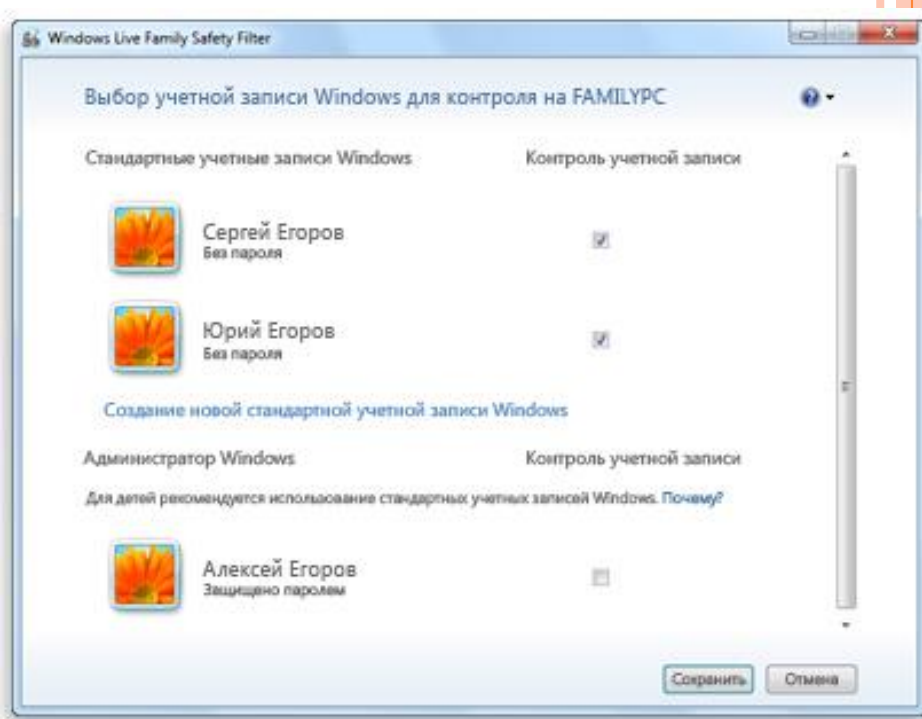 Windows Live Family Safety Filter
Выбор учетной записи Windows для контроля на FAMILYPC
Стандартные учетные записи Windows Контроль учетной записи
Сергей Егоров
Без пароля
Юрий Егоров
Без пароля
Создание новой стандартной учетной записи Windows
Администратор Windows Контроль учетной записи
Для детей рекомендуется использование стандартных учетных записей Windows. Почему?
Алексей Егоров
Защищено паролем
Сохранить Отмена